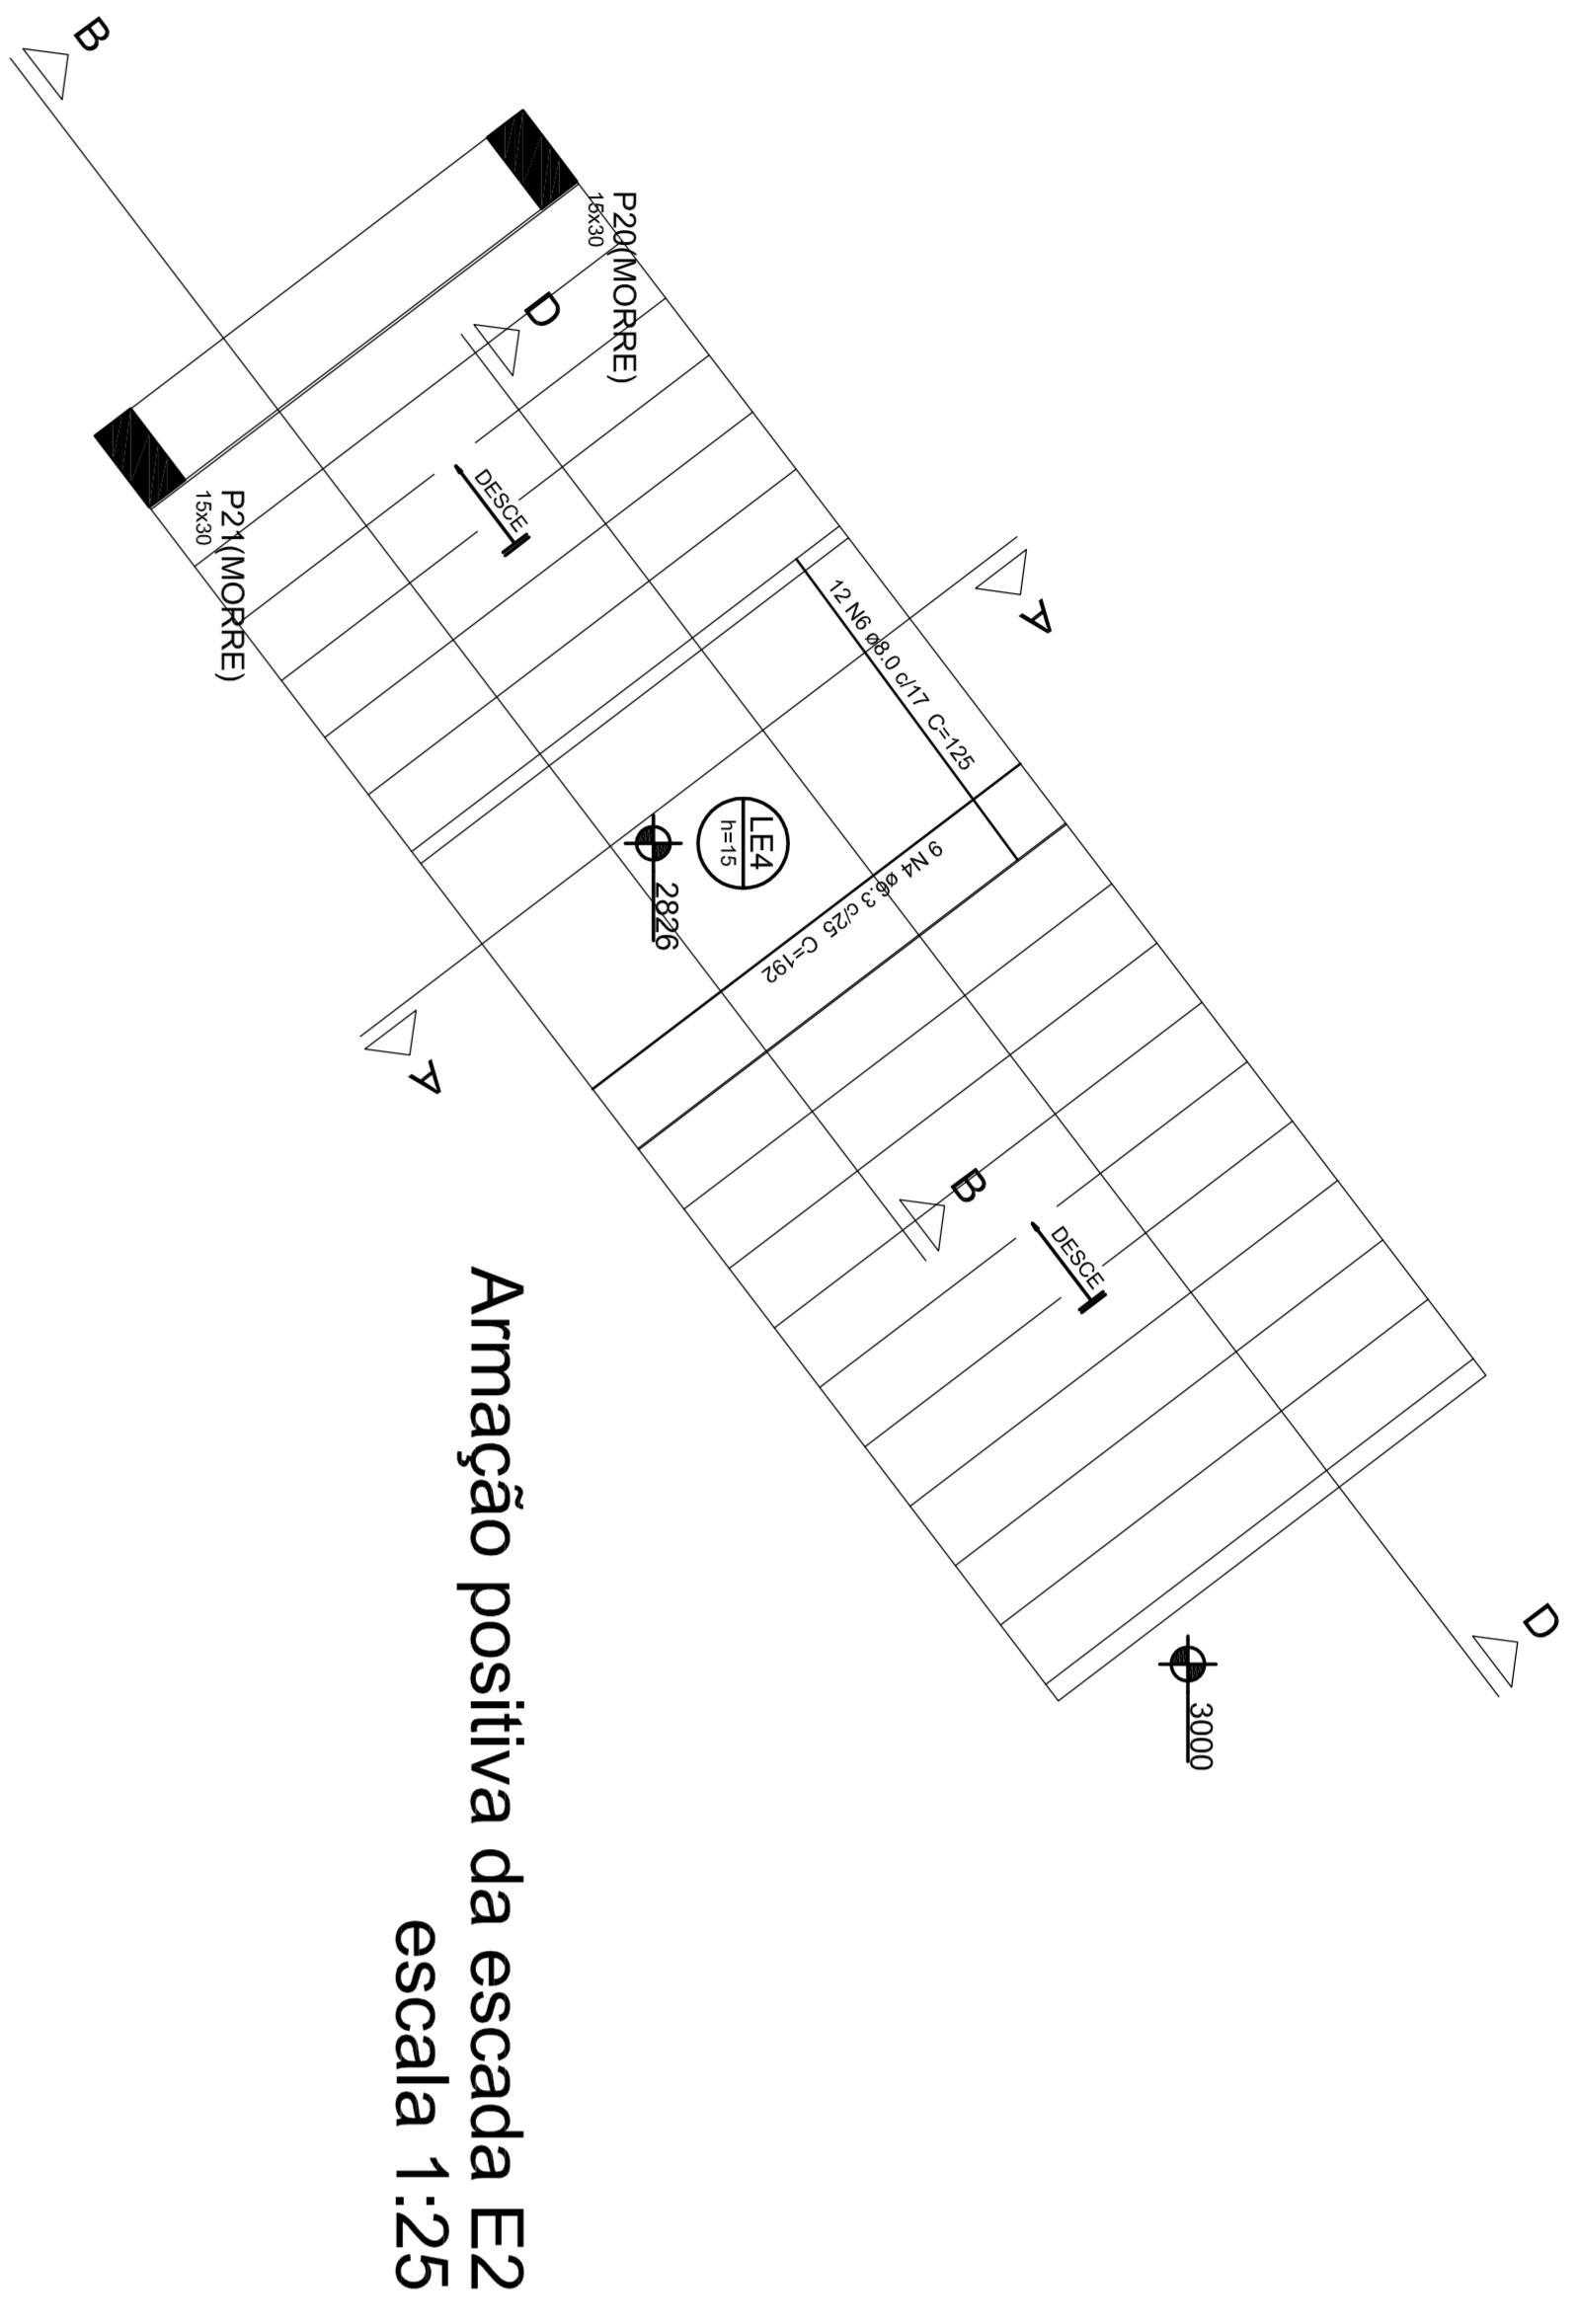 B
P20(MORRE)
15x30
D
P21(MORRE)
15x30
DESCE
A
12 N6 ø8.0 c/17 C=125
LE4
h=15
2826
9 N4 ø6.3 c/25 C=192
A
B
DESCE
D
3000
Armação positiva da escada E2
escala 1:25